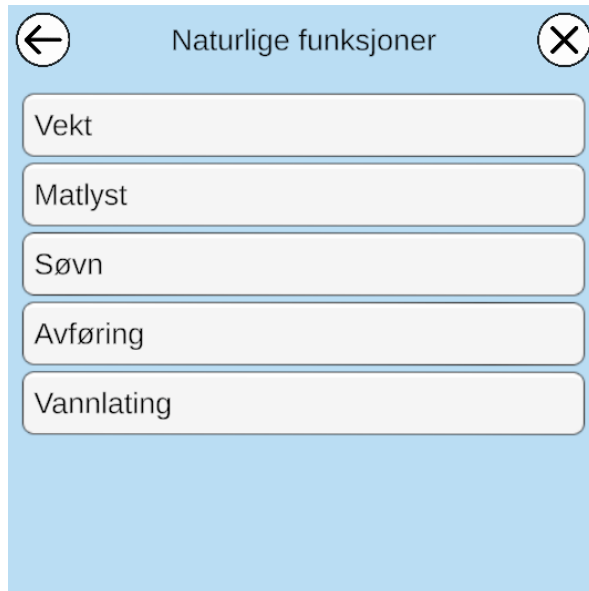 Naturlige funksjoner
Vekt
Matlyst
Søvn
Avføring
Vannlating